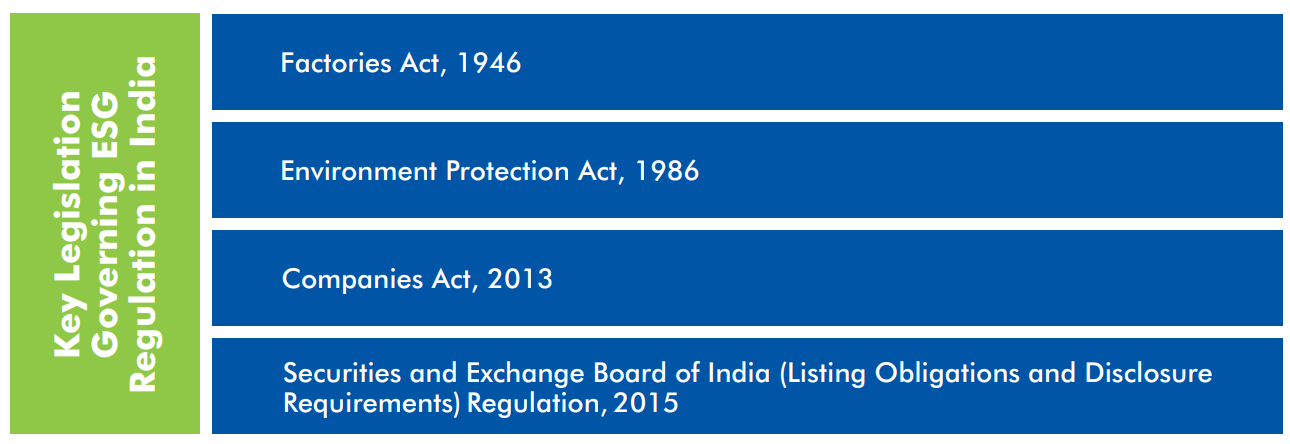 Key Legislation
Governing ESG
Regulation in India
Factories Act, 1946
Environment Protection Act, 1986
Companies Act, 2013
Securities and Exchange Board of India (Listing Obligations and Disclosure
Requirements) Regulation, 2015